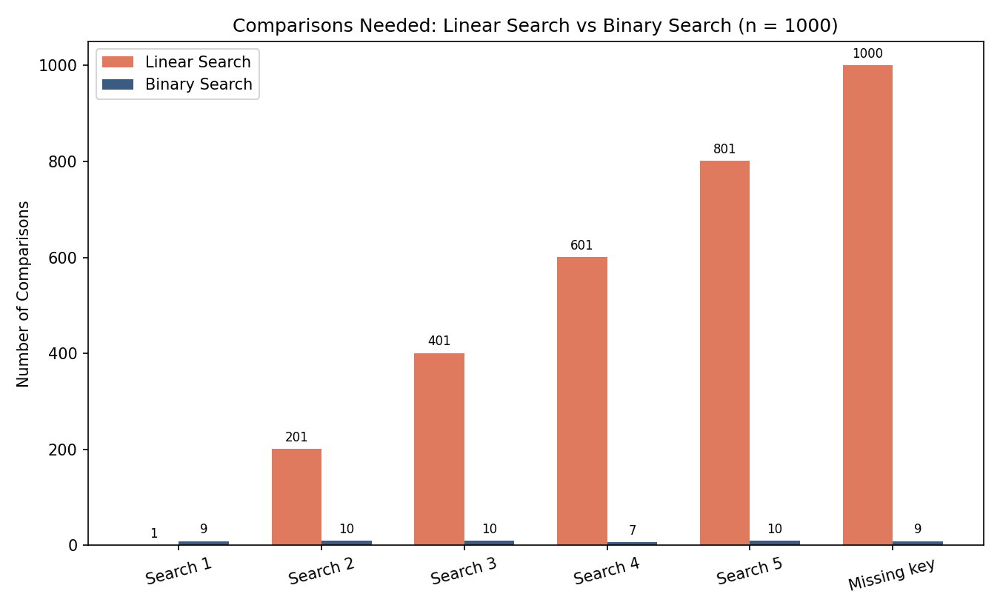 Comparisons Needed: Linear Search vs Binary Search (n = 1000)
Linear Search
Binary Search
Number of Comparisons
1000
800
600
400
200
0
1
9
201
10
401
10
601
7
801
10
1000
9
Search 1
Search 2
Search 3
Search 4
Search 5
Missing key